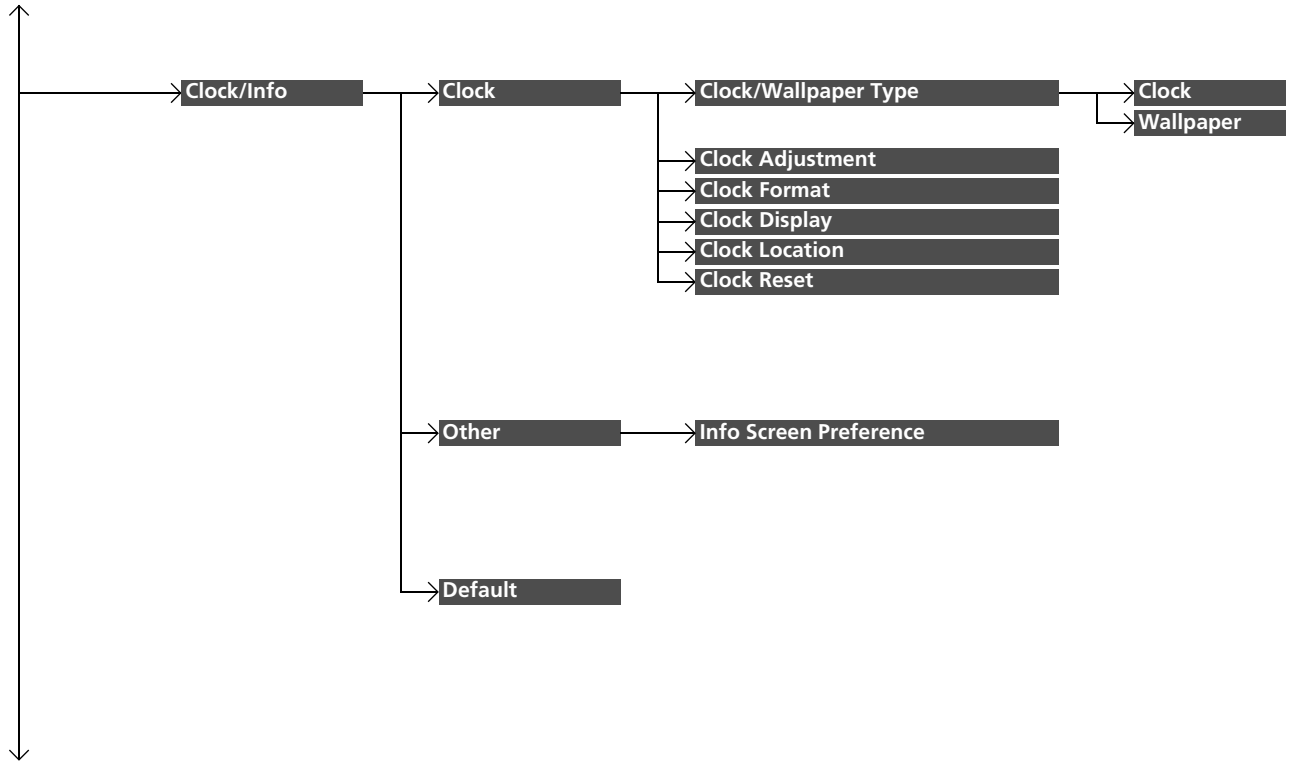 Clock/Info
Clock
Clock/Wallpaper Type
Clock
Wallpaper
Clock Adjustment
Clock Format
Clock Display
Clock Location
Clock Reset
Other
Info Screen Preference
Default